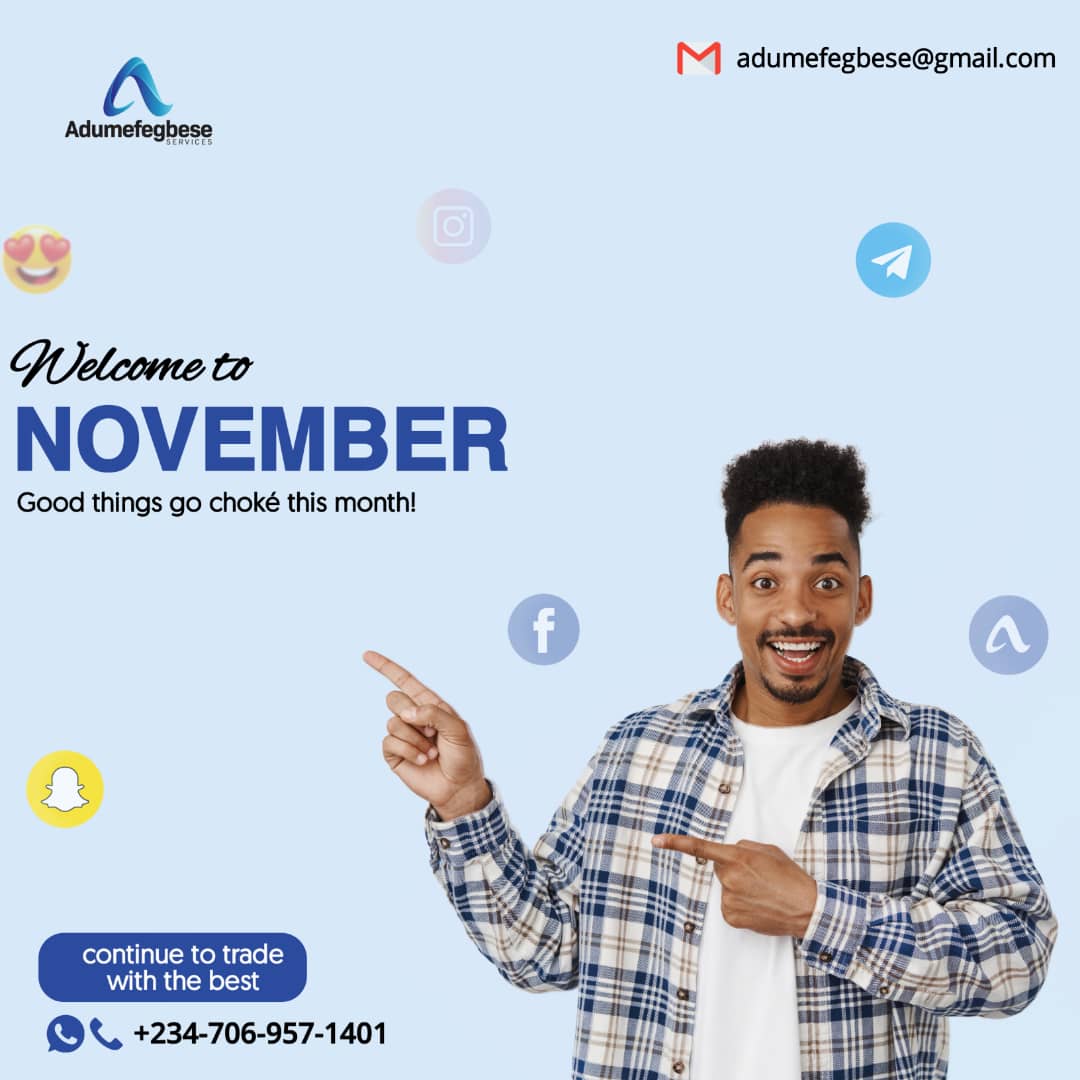 adumefegbese@gmail.com
Adumefegbese
SERVICES
Welcome to
NOVEMBER
Good things go choké this month!
continue to trade
with the best
+234-706-957-1401